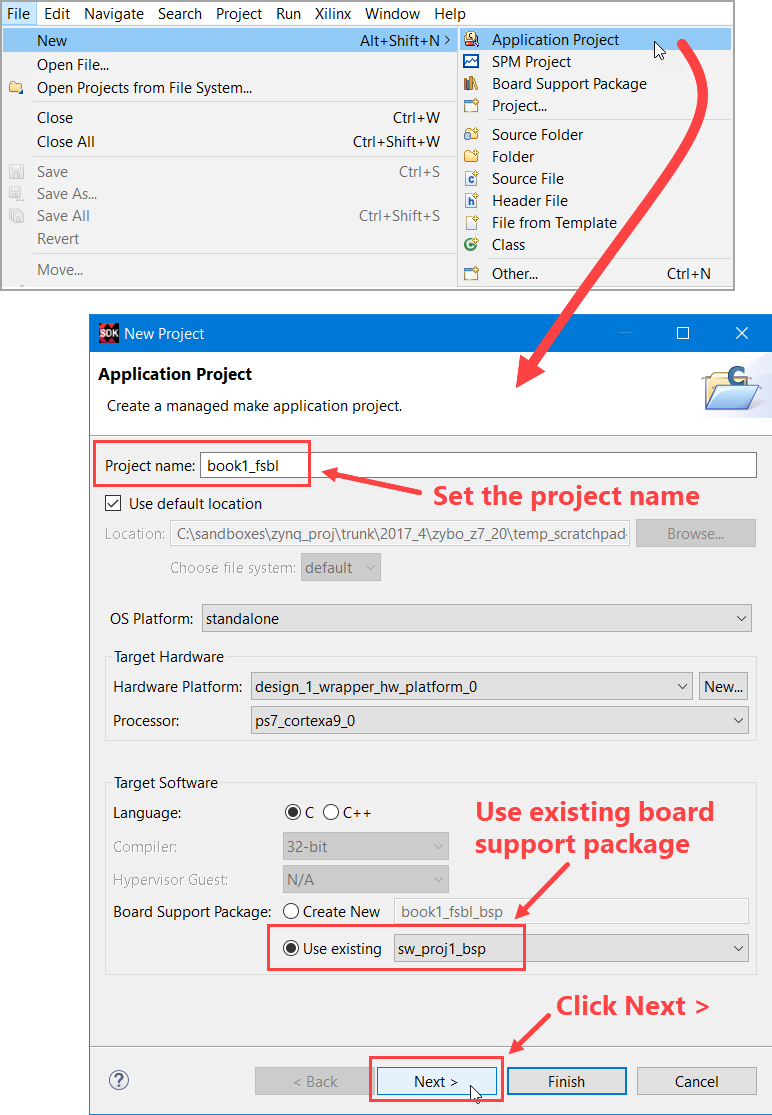 File Edit Navigate Search Project Run Xilinx Window Help
New Alt+Shift+N >
Open File...
Open Projects from File System...
Close Ctrl+W
Close All Ctrl+Shift+W
Save Ctrl+S
Save As...
Save All Ctrl+Shift+S
Revert
Move...
Application Project
SPM Project
Board Support Package
Project...
Source Folder
Folder
Source File
Header File
File from Template
Class
Other... Ctrl+N
SDK New Project
Application Project
Create a managed make application project.
Project name: book1_fsbl
Set the project name
Use default location
Location: C:\sandboxes\zynq_proj\trunk\2017_4\zybo_z7_20\temp_scratchpad
Browse...
Choose file system: default
OS Platform: standalone
Target Hardware
Hardware Platform: design_1_wrapper_hw_platform_0 New...
Processor: ps7_cortexa9_0
Target Software
Language: C C++
Use existing board
support package
Compiler: 32-bit
Hypervisor Guest: N/A
Board Support Package: Create New book1_fsbl_bsp
Use existing sw_proj1_bsp
Click Next >
? < Back Next > Finish Cancel